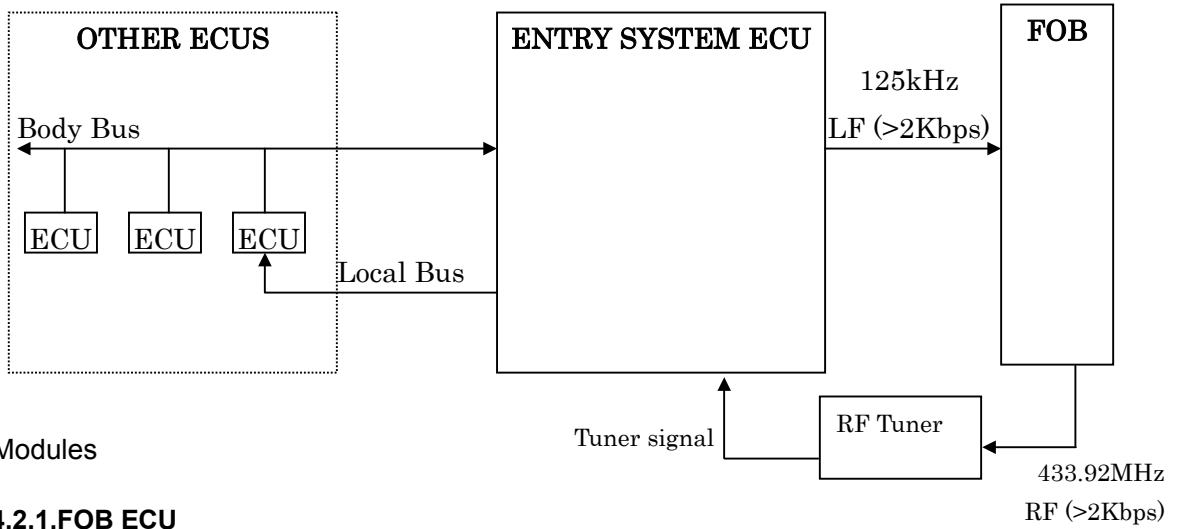 OTHER ECUS
ENTRY SYSTEM ECU
FOB
125kHz
LF (>2Kbps)
Body Bus
ECU
ECU
ECU
Local Bus
Tuner signal
RF Tuner
433.92MHz
RF (>2Kbps)
Modules
4.2.1.FOB ECU